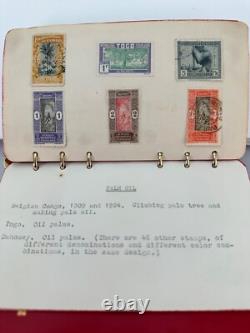 TOGO
PALM OIL
Belgian Congo, 1909 and 1924. Climbing palm tree and
making palm oil.
Togo. Oil palms.
Dahomey. Oil palms. (There are 46 other stamps, of
different denominations and different color com-
binations, in the same design.)